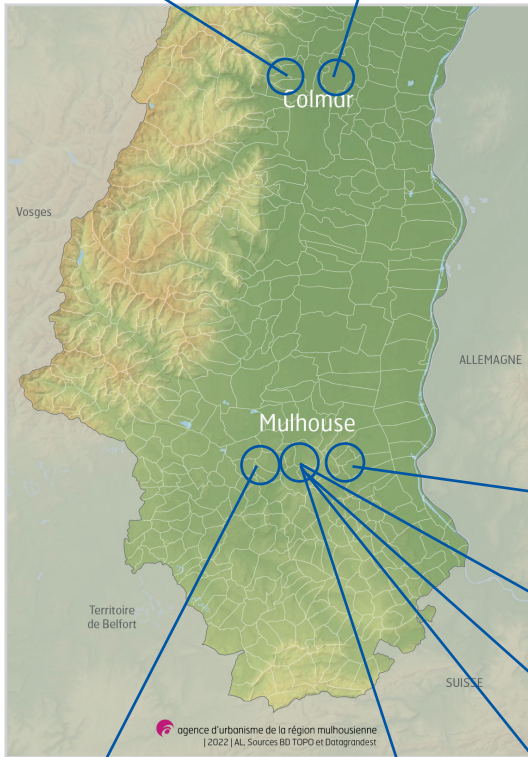 Colmar
Vosges
ALLEMAGNE
Mulhouse
Territoire
de Belfort
SUISSE
agence d'urbanisme de la région mulhousienne
| 2022 | AL, Sources BD TOPO et Datagrandest